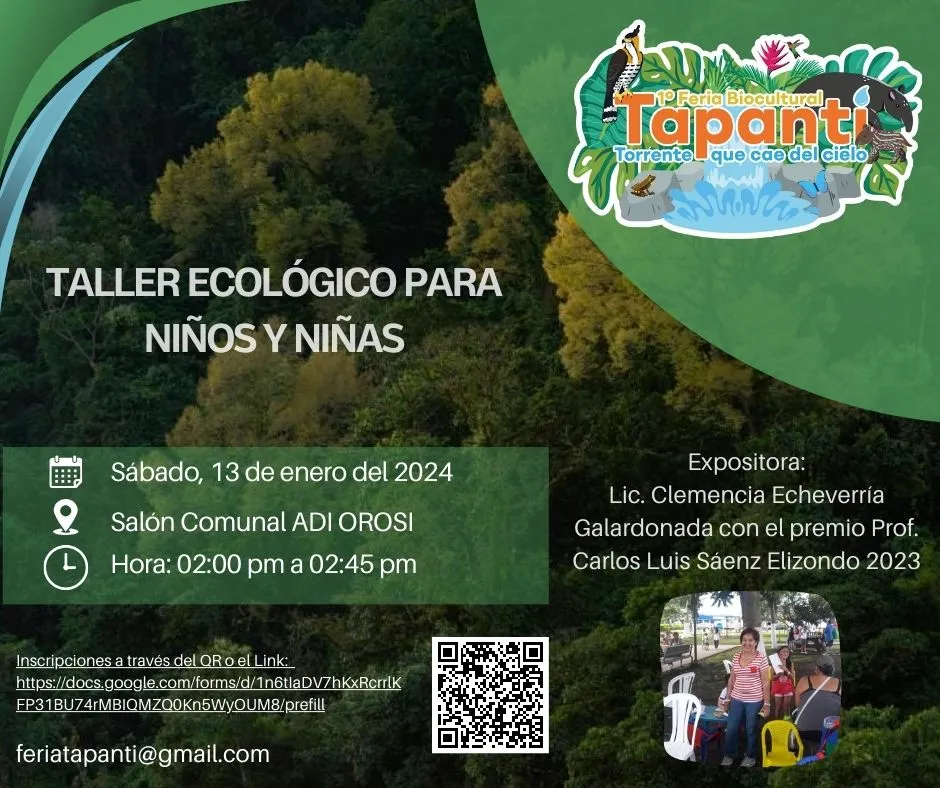 1º Feria Biocultural
Tapantí
Torrente que cae del cielo
TALLER ECOLÓGICO PARA
NIÑOS Y NIÑAS
Sábado, 13 de enero del 2024
Salón Comunal ADI OROSI
Hora: 02:00 pm a 02:45 pm
Expositora:
Lic. Clemencia Echeverría
Galardonada con el premio Prof.
Carlos Luis Sáenz Elizondo 2023
Inscripciones a través del QR o el Link:
https://docs.google.com/forms/d/1n6tIaDV7hKxRcrrlK
FP31BU74rMBIQMZQ0Kn5WyOUM8/prefill
feriatapanti@gmail.com